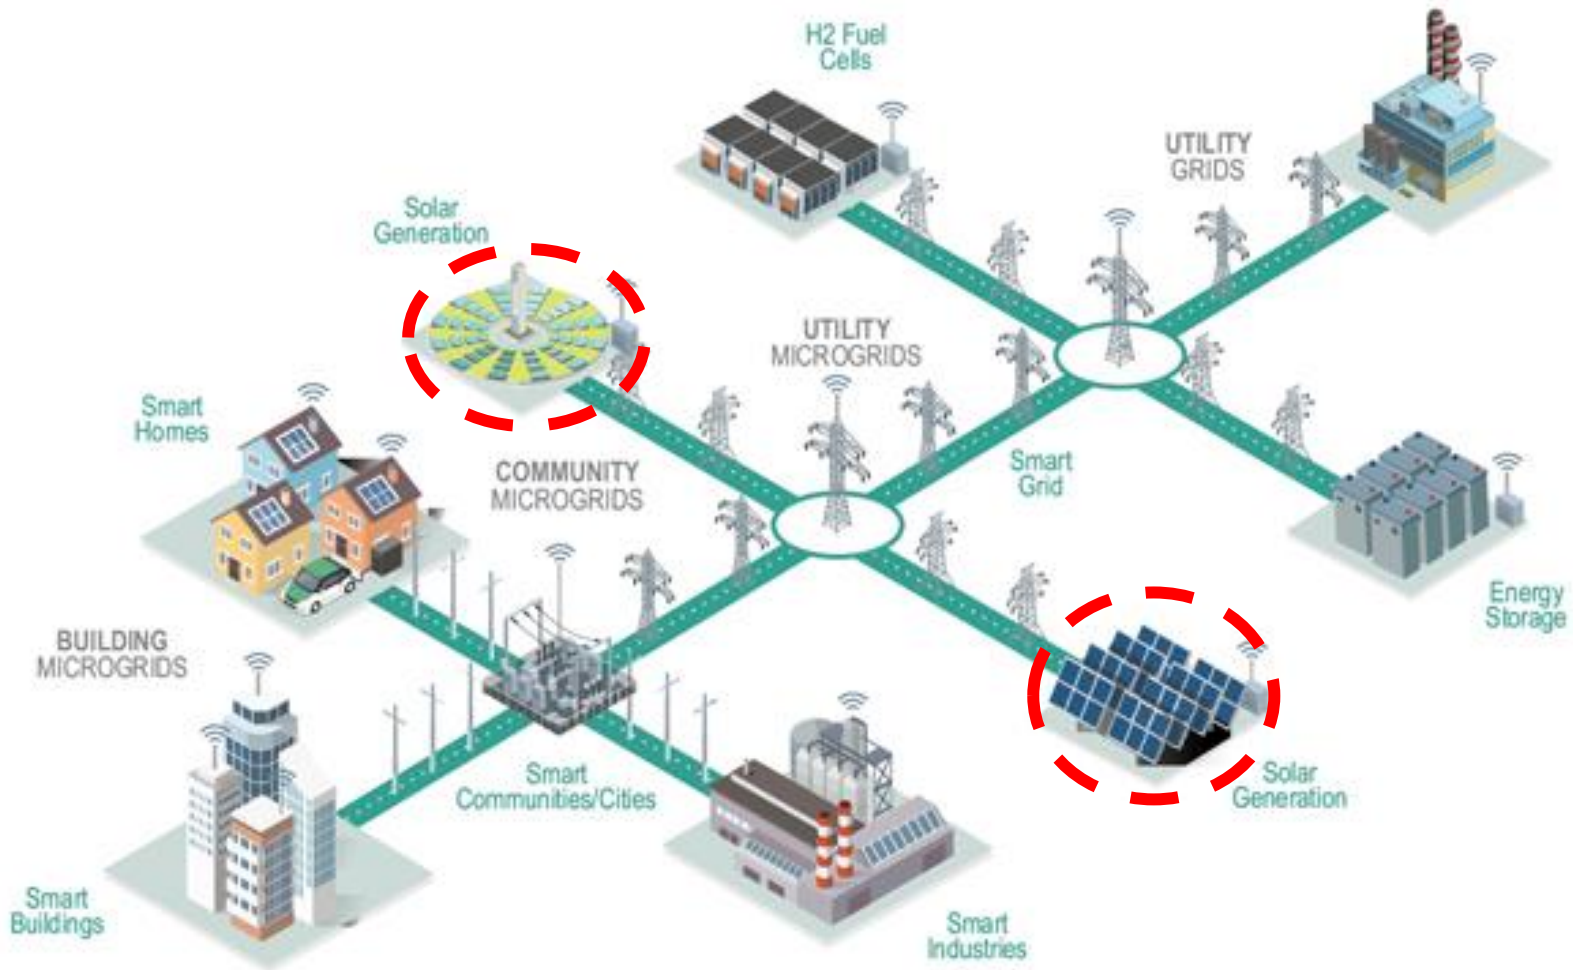 H2 Fuel
Cells
UTILITY
GRIDS
Solar
Generation
UTILITY
MICROGRIDS
Smart
Homes
COMMUNITY
MICROGRIDS
Smart
Grid
Energy
Storage
BUILDING
MICROGRIDS
Smart
Communities/Cities
Solar
Generation
Smart
Buildings
Smart
Industries